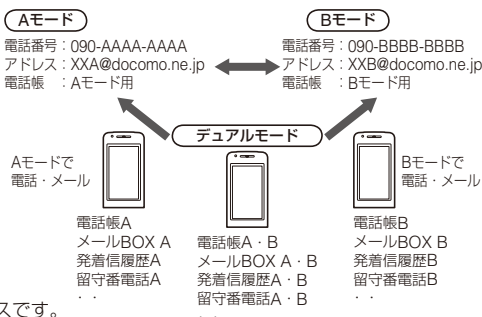 Aモード
電話番号：090-AAAA-AAAA
アドレス：XXA@docomo.ne.jp
電話帳　：Aモード用
Bモード
電話番号：090-BBBB-BBBB
アドレス：XXB@docomo.ne.jp
電話帳　：Bモード用
デュアルモード
Aモードで
電話・メール
電話帳A
メールBOX A
発着信履歴A
留守番電話A
・・
電話帳A・B
メールBOX A・B
発着信履歴A・B
留守番電話A・B
・・
Bモードで
電話・メール
電話帳B
メールBOX B
発着信履歴B
留守番電話B
・・
スです。